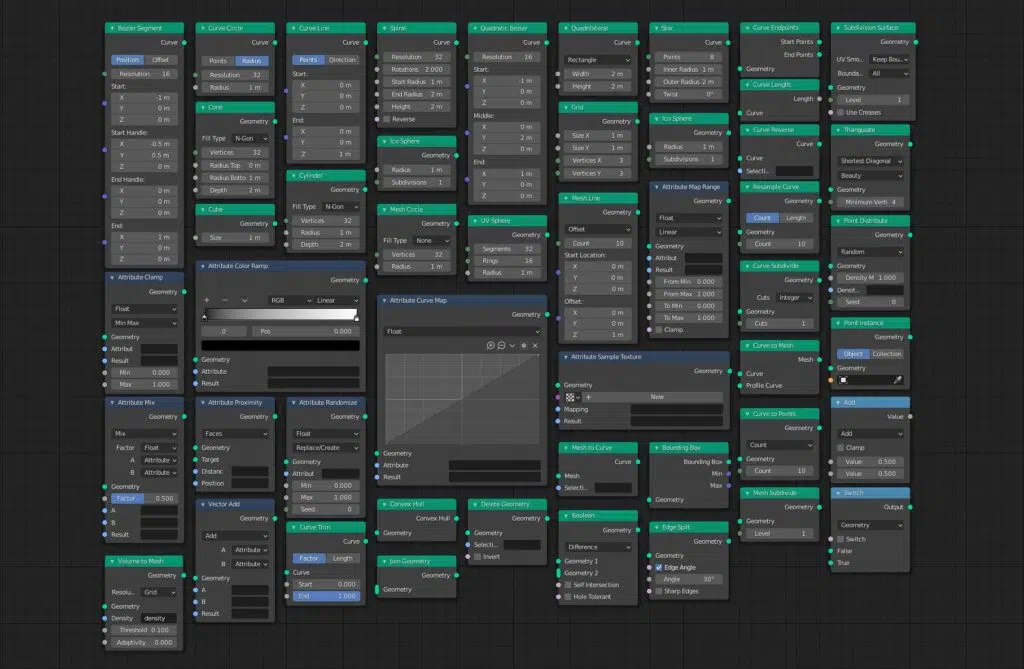 Bezier Segment
Curve
Position Offset
Resolution 16
Start:
X -1 m
Y 0 m
Z 0 m
Start Handle:
X -0.5 m
Y 0.5 m
Z 0 m
End Handle:
X 0 m
Y 0 m
Z 0 m
End:
X 1 m
Y 0 m
Z 0 m
Attribute Clamp
Geometry
Float
Min Max
Geometry
Attribut
Result
Min 0.000
Max 1.000
Attribute Mix
Geometry
Mix
Factor Float
A Attribute
B Attribute
Geometry
Factor 0.500
A
B
Result
Volume to Mesh
Geometry
Resolu.. Grid
Geometry
Density density
Threshold 0.100
Adaptivity 0.000
Curve Circle
Curve
Points Radius
Resolution 32
Radius 1 m
Cone
Geometry
Fill Type N-Gon
Vertices 32
Radius Top 0 m
Radius Botto 1 m
Depth 2 m
Cube
Geometry
Size 1 m
Attribute Color Ramp
Geometry
+ −
RGB Linear
0 Pos 0.000
Geometry
Attribute
Result
Attribute Proximity
Geometry
Faces
Geometry
Target
Distanc
Position
Vector Add
Geometry
Add
A Attribute
B Attribute
Geometry
A
B
Result
Curve Line
Curve
Points Direction
Start:
X 0 m
Y 0 m
Z 0 m
End:
X 0 m
Y 0 m
Z 1 m
Cylinder
Geometry
Fill Type N-Gon
Vertices 32
Radius 1 m
Depth 2 m
Attribute Randomize
Geometry
Float
Replace/Create
Geometry
Attribut
Min 0.000
Max 1.000
Seed 0
Curve Trim
Curve
Factor Length
Curve
Start 0.000
End 1.000
Spiral
Curve
Resolution 32
Rotations 2.000
Start Radius 1 m
End Radius 2 m
Height 2 m
Reverse
Ico Sphere
Geometry
Radius 1 m
Subdivisions 1
Mesh Circle
Geometry
Fill Type None
Vertices 32
Radius 1 m
Attribute Curve Map
Geometry
Float
Geometry
Attribute
Result
Convex Hull
Convex Hull
Geometry
Join Geometry
Geometry
Geometry
Quadratic Bezier
Curve
Resolution 16
Start:
X -1 m
Y 0 m
Z 0 m
Middle:
X 0 m
Y 2 m
Z 0 m
End:
X 1 m
Y 0 m
Z 0 m
UV Sphere
Geometry
Segments 32
Rings 16
Radius 1 m
Delete Geometry
Geometry
Geometry
Selecti..
Invert
Quadrilateral
Curve
Rectangle
Width 2 m
Height 2 m
Grid
Geometry
Size X 1 m
Size Y 1 m
Vertices X 3
Vertices Y 3
Mesh Line
Geometry
Offset
Count 10
Start Location:
X 0 m
Y 0 m
Z 0 m
Offset:
X 0 m
Y 0 m
Z 1 m
Attribute Sample Texture
Geometry
Geometry
+ New
Mapping
Result
Mesh to Curve
Curve
Mesh
Selecti..
Boolean
Geometry
Difference
Geometry 1
Geometry 2
Self Intersection
Hole Tolerant
Star
Curve
Points 8
Inner Radius 1 m
Outer Radius 2 m
Twist 0°
Ico Sphere
Geometry
Radius 1 m
Subdivisions 1
Attribute Map Range
Geometry
Float
Linear
Geometry
Attribut
Result
From Min 0.000
From Max 1.000
To Min 0.000
To Max 1.000
Clamp
Bounding Box
Bounding Box
Min
Max
Geometry
Edge Split
Geometry
Geometry
Edge Angle
Angle 30°
Sharp Edges
Curve Endpoints
Start Points
End Points
Geometry
Curve Length
Length
Curve
Curve Reverse
Curve
Curve
Selecti..
Resample Curve
Geometry
Count Length
Geometry
Count 10
Curve Subdivide
Geometry
Cuts Integer
Geometry
Cuts 1
Curve to Mesh
Mesh
Curve
Profile Curve
Curve to Points
Geometry
Count
Geometry
Count 10
Mesh Subdivide
Geometry
Geometry
Level 1
Subdivision Surface
Geometry
UV Smo.. Keep Bou..
Bounda.. All
Geometry
Level 1
Use Creases
Triangulate
Geometry
Shortest Diagonal
Beauty
Geometry
Minimum Verti 4
Point Distribute
Geometry
Random
Geometry
Density M 1.000
Densit..
Seed 0
Point Instance
Geometry
Object Collection
Geometry
Add
Value
Add
Clamp
Value 0.500
Value 0.500
Switch
Output
Geometry
Switch
False
True